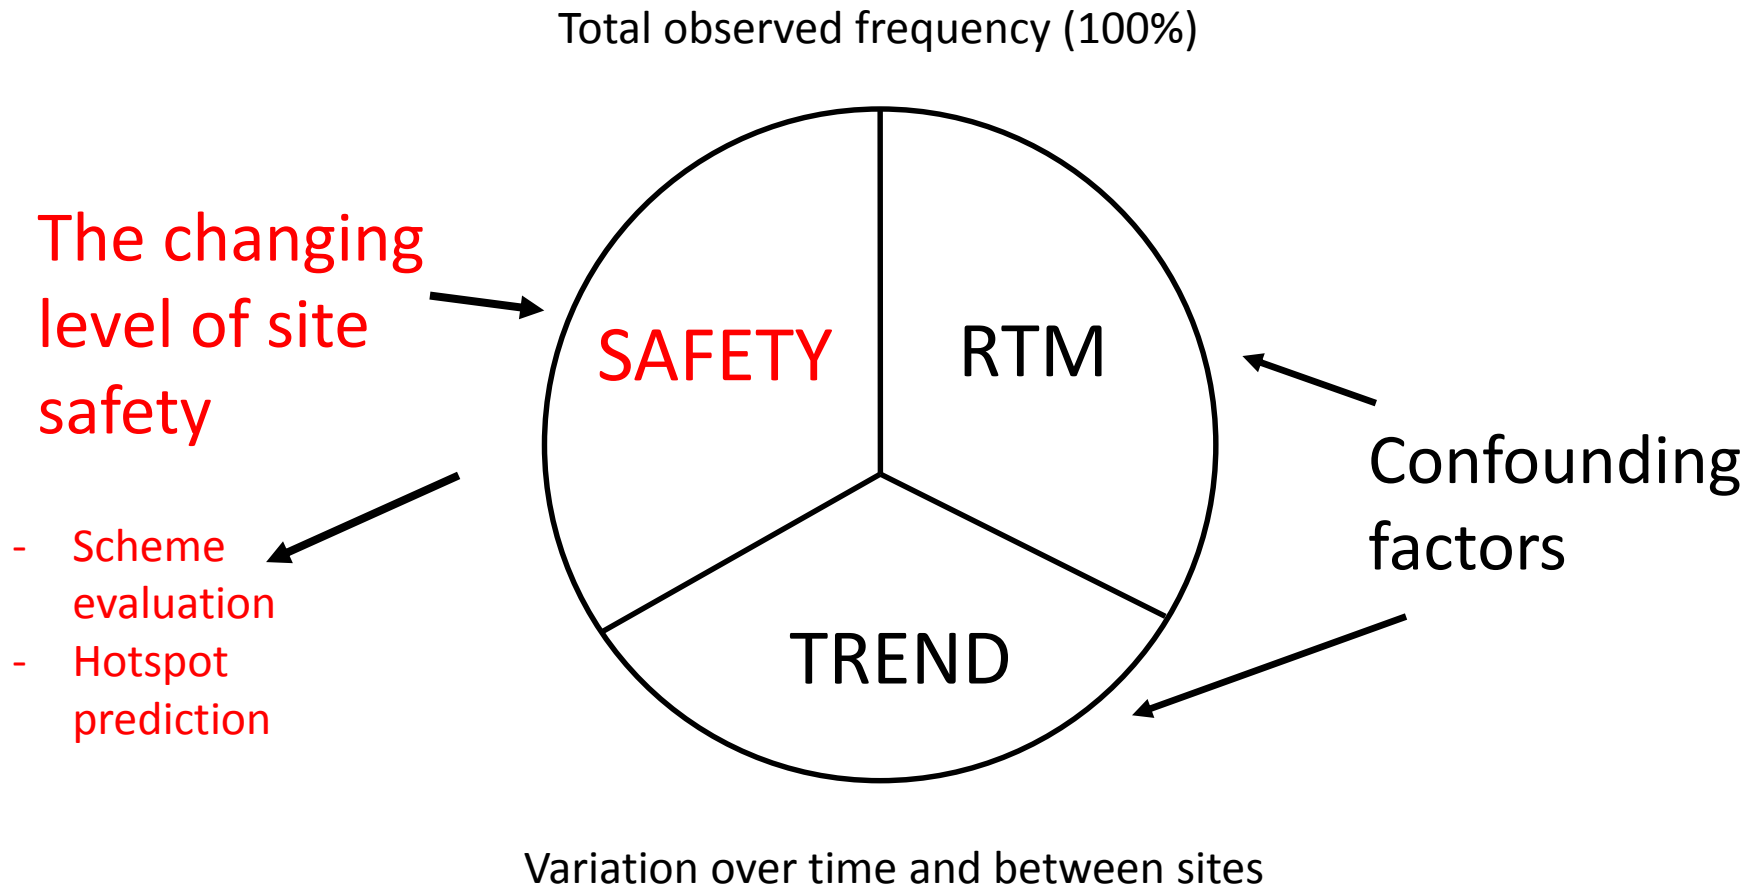 Total observed frequency (100%)
The changing
level of site
safety
SAFETY
RTM
Confounding
factors
- Scheme
evaluation
- Hotspot
prediction
TREND
Variation over time and between sites